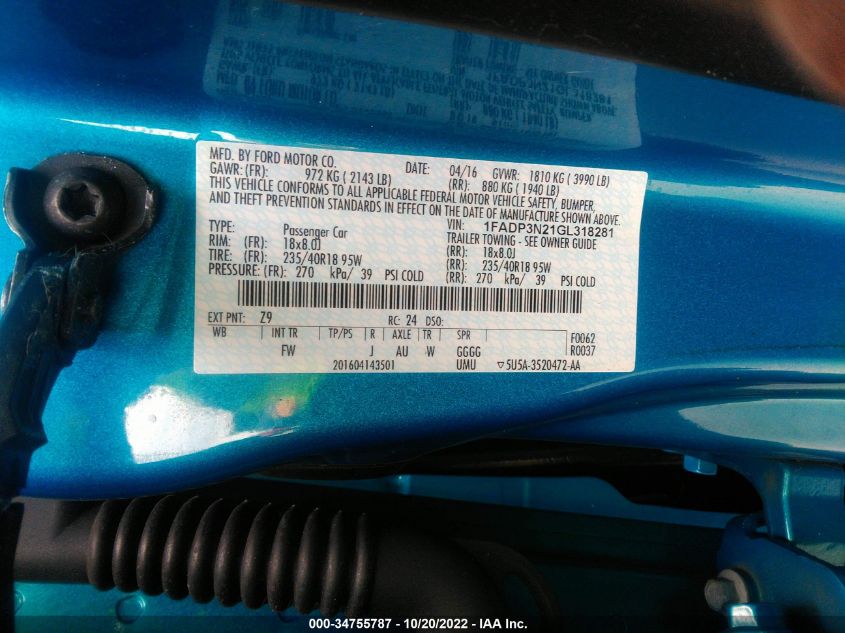 MFD. BY FORD MOTOR CO. DATE: 04/16 GVWR: 1810 KG ( 3990 LB)
GAWR: (FR): 972 KG ( 2143 LB) (RR): 880 KG ( 1940 LB)
THIS VEHICLE CONFORMS TO ALL APPLICABLE FEDERAL MOTOR VEHICLE SAFETY, BUMPER,
AND THEFT PREVENTION STANDARDS IN EFFECT ON THE DATE OF MANUFACTURE SHOWN ABOVE.
VIN: 1FADP3N21GL318281
TYPE: Passenger Car TRAILER TOWING - SEE OWNER GUIDE
RIM: (FR): 18x8.0J (RR): 18x8.0J
TIRE: (FR): 235/40R18 95W (RR): 235/40R18 95W
PRESSURE: (FR): 270 kPa/ 39 PSI COLD (RR): 270 kPa/ 39 PSI COLD
EXT PNT: Z9 RC: 24 DSO:
WB INT TR TP/PS R AXLE TR SPR F0062
FW J AU W GGGG R0037
201604143501 UMU ▽5U5A-3520472-AA
000-34755787 - 10/20/2022 - IAA Inc.